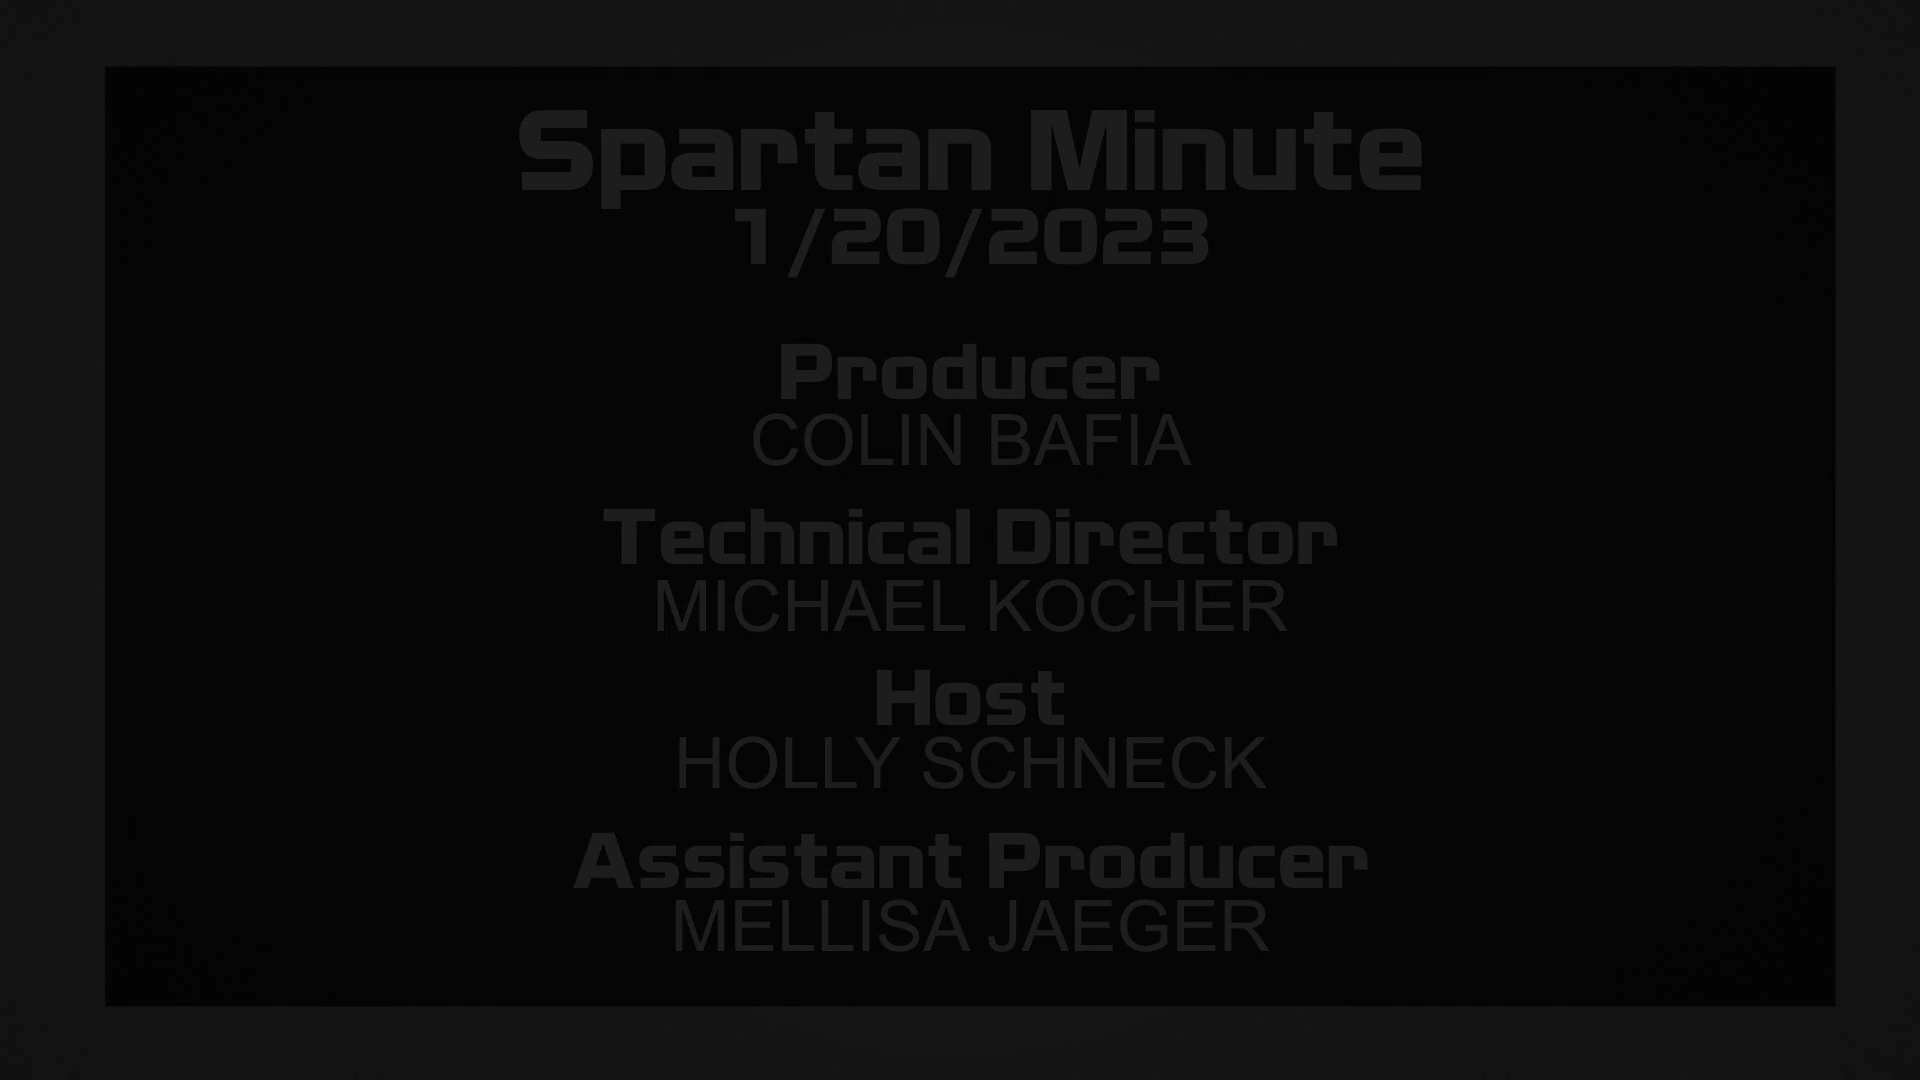 Spartan Minute
1/20/2023
Producer
COLIN BAFIA
Technical Director
MICHAEL KOCHER
Host
HOLLY SCHNECK
Assistant Producer
MELLISA JAEGER